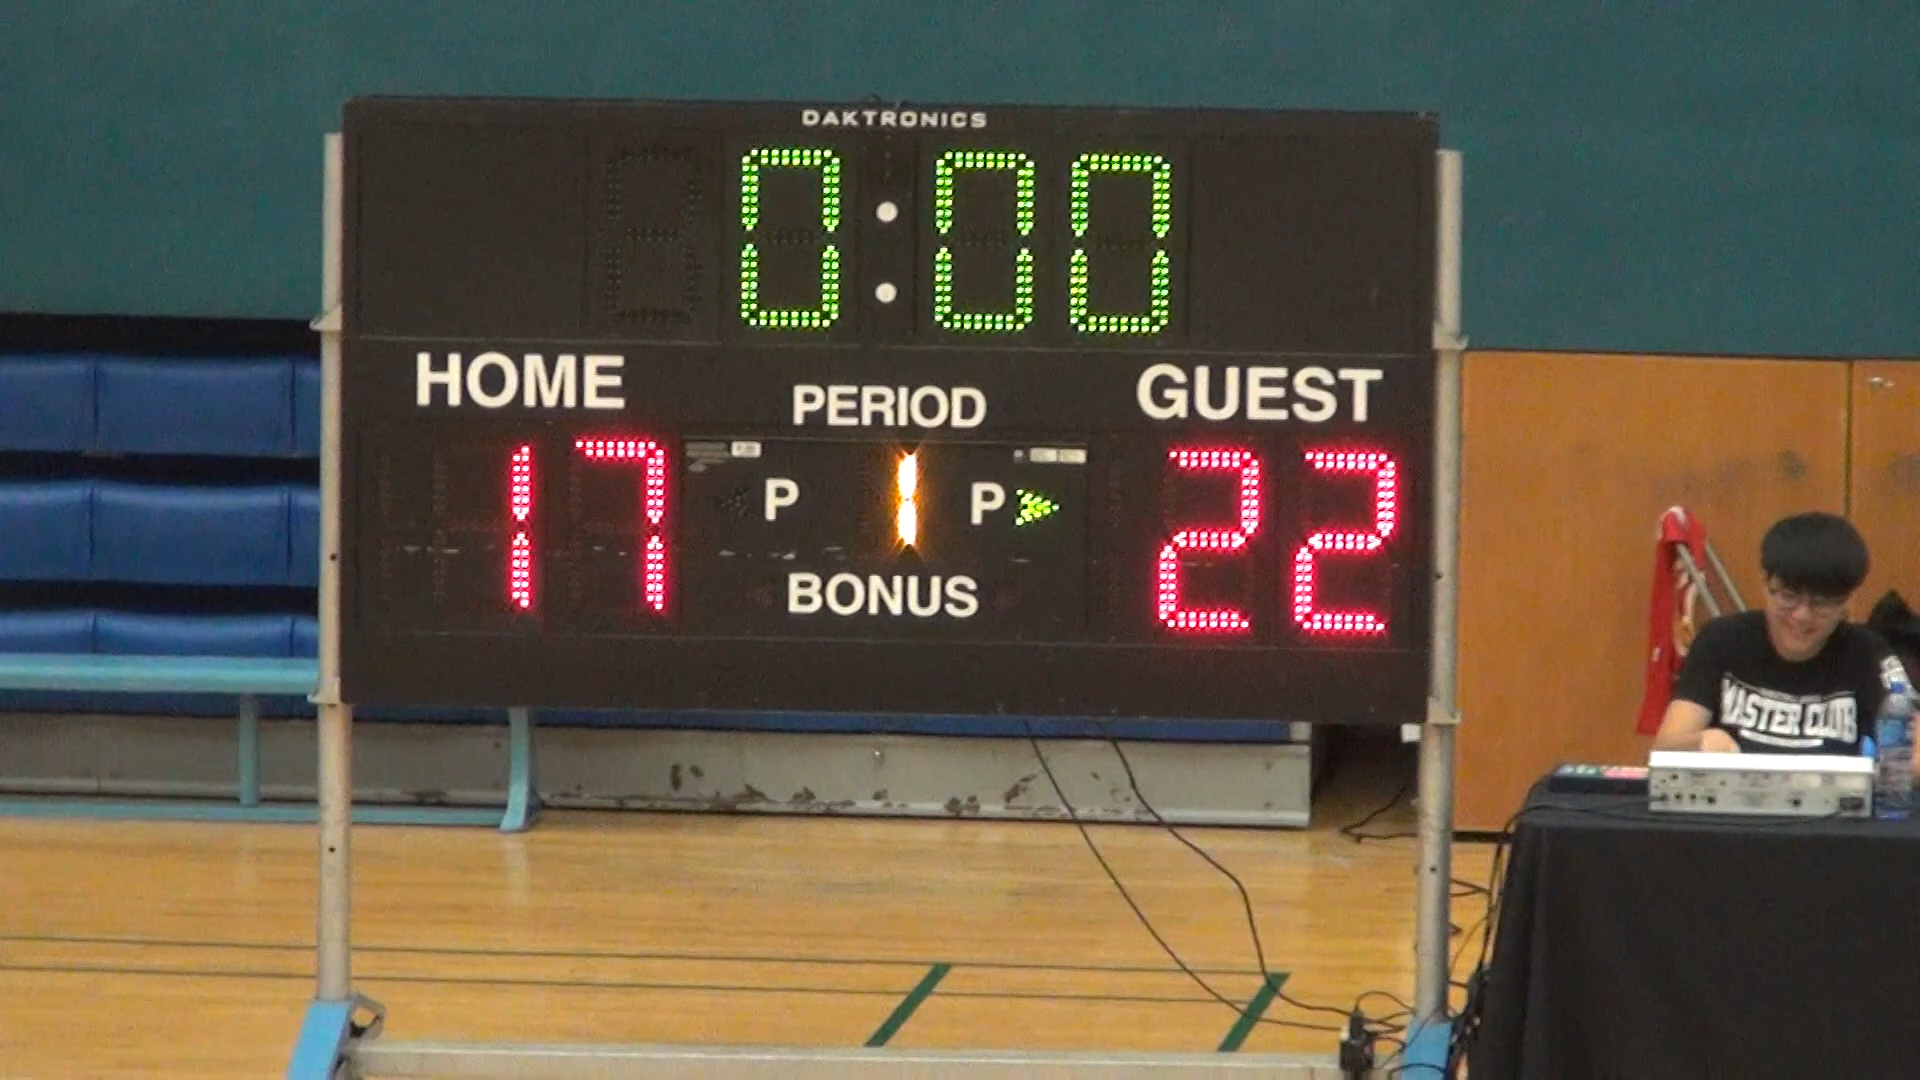 DAKTRONICS
0:00
HOME PERIOD GUEST
17 P 1 P 22
BONUS
MASTER CLUB